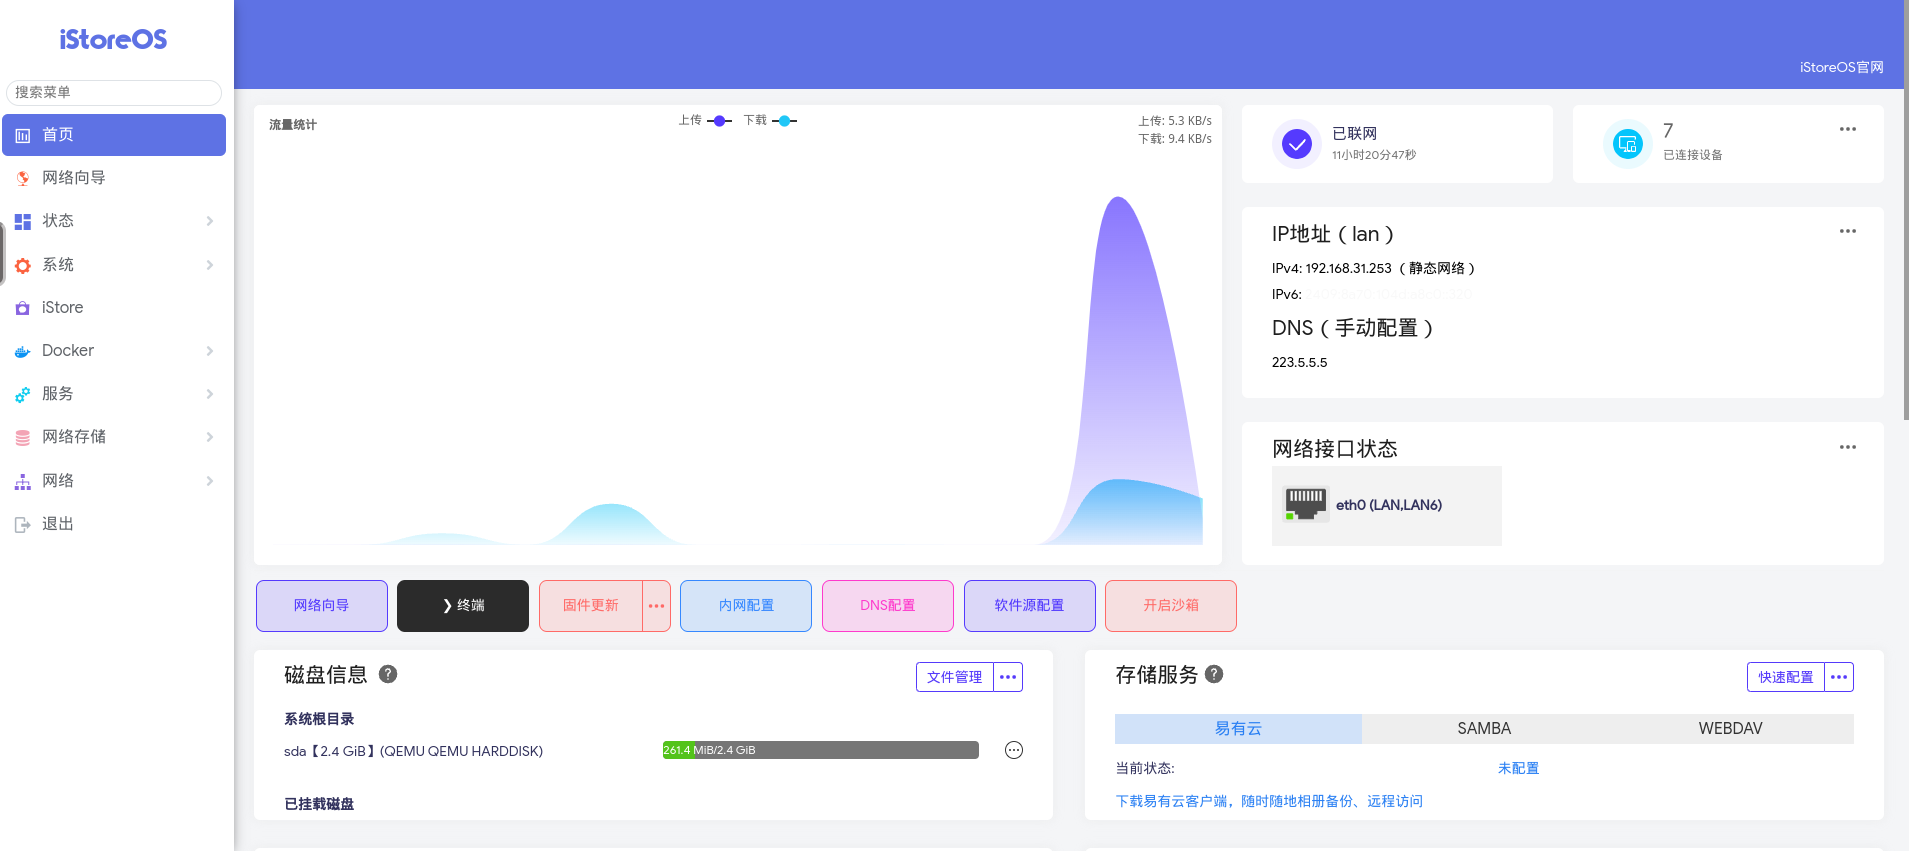 iStoreOS
搜索菜单
首页
网络向导
状态
系统
iStore
Docker
服务
网络存储
网络
退出
iStoreOS官网
流量统计
上传 下载
上传: 5.3 KB/s
下载: 9.4 KB/s
已联网
11小时20分47秒
7
已连接设备
IP地址（lan）
IPv4: 192.168.31.253 （静态网络）
IPv6:
DNS（手动配置）
223.5.5.5
网络接口状态
eth0 (LAN,LAN6)
网络向导
❯ 终端
固件更新
内网配置
DNS配置
软件源配置
开启沙箱
磁盘信息 ?
文件管理
系统根目录
sda【2.4 GiB】(QEMU QEMU HARDDISK)
261.4 MiB/2.4 GiB
已挂载磁盘
存储服务 ?
快速配置
易有云 SAMBA WEBDAV
当前状态: 未配置
下载易有云客户端，随时随地相册备份、远程访问